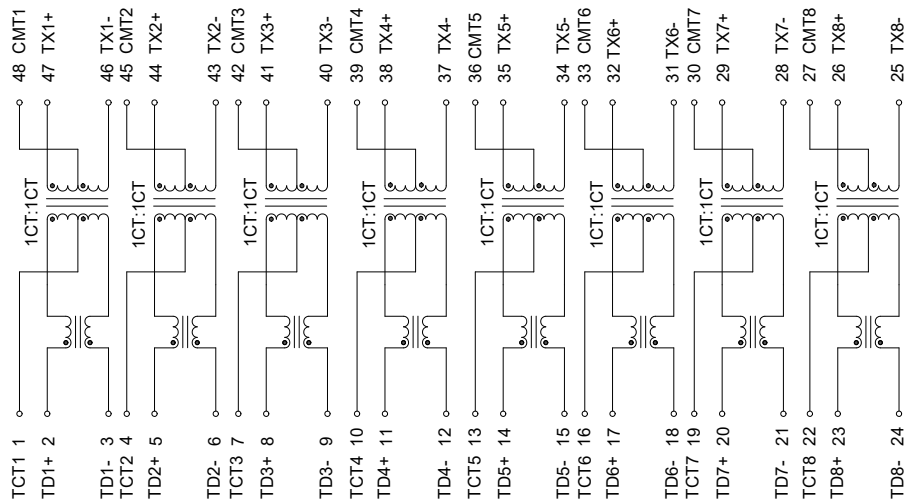 48 CMT1
47 TX1+
46 TX1-
45 CMT2
44 TX2+
43 TX2-
42 CMT3
41 TX3+
40 TX3-
39 CMT4
38 TX4+
37 TX4-
36 CMT5
35 TX5+
34 TX5-
33 CMT6
32 TX6+
31 TX6-
30 CMT7
29 TX7+
28 TX7-
27 CMT8
26 TX8+
25 TX8-
1CT:1CT
1CT:1CT
1CT:1CT
1CT:1CT
1CT:1CT
1CT:1CT
1CT:1CT
1CT:1CT
TCT1 1
TD1+ 2
TD1- 3
TCT2 4
TD2+ 5
TD2- 6
TCT3 7
TD3+ 8
TD3- 9
TCT4 10
TD4+ 11
TD4- 12
TCT5 13
TD5+ 14
TD5- 15
TCT6 16
TD6+ 17
TD6- 18
TCT7 19
TD7+ 20
TD7- 21
TCT8 22
TD8+ 23
TD8- 24